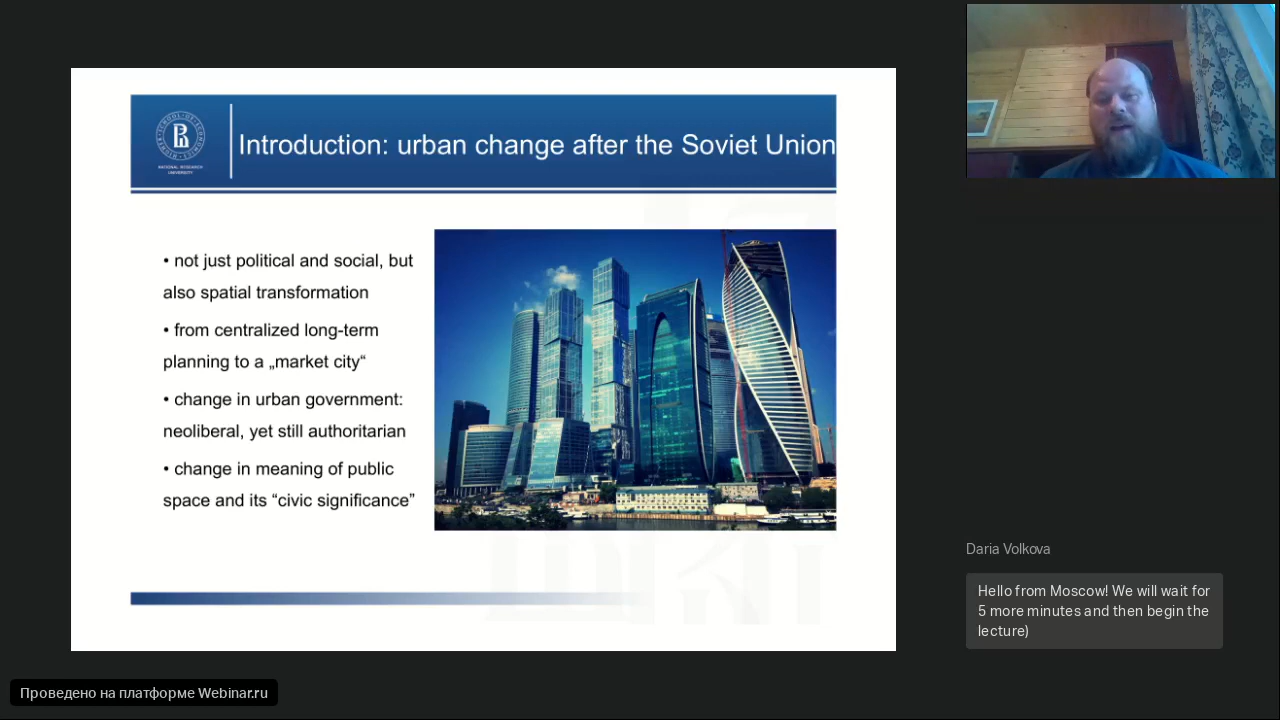 Introduction: urban change after the Soviet Union
NATIONAL RESEARCH
UNIVERSITY
• not just political and social, but
also spatial transformation
• from centralized long-term
planning to a „market city“
• change in urban government:
neoliberal, yet still authoritarian
• change in meaning of public
space and its “civic significance”
Daria Volkova
Hello from Moscow! We will wait for
5 more minutes and then begin the
lecture)
Проведено на платформе Webinar.ru